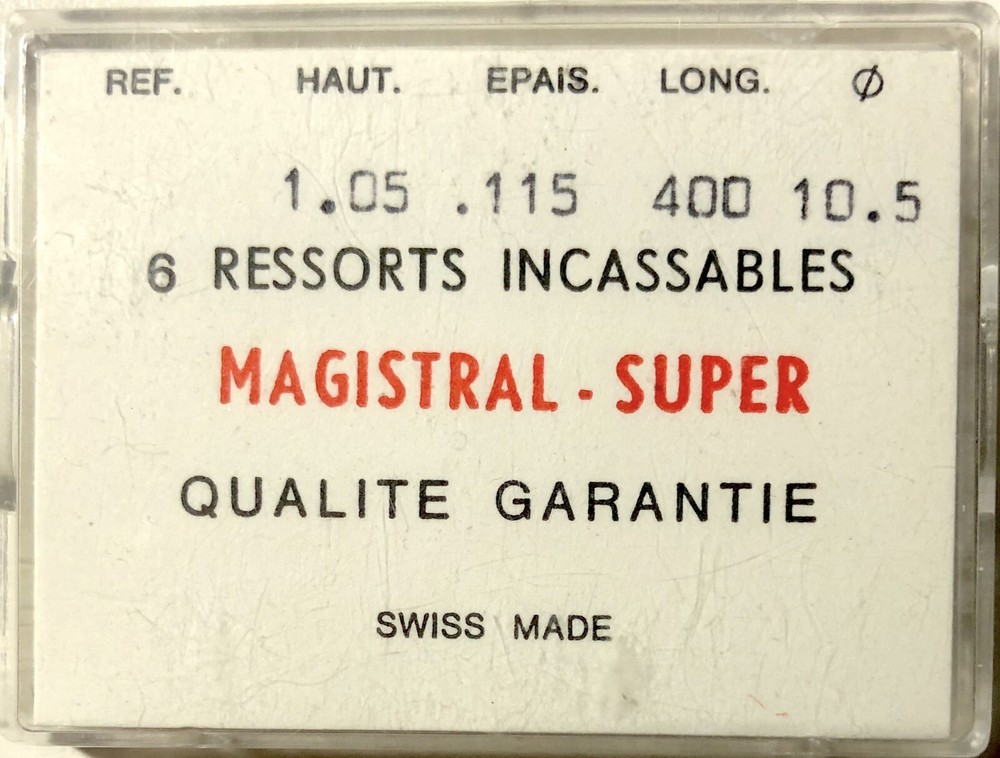 REF. HAUT. EPAIS. LONG. Ø
1.05 .115 400 10.5
6 RESSORTS INCASSABLES
MAGISTRAL - SUPER
QUALITE GARANTIE
SWISS MADE